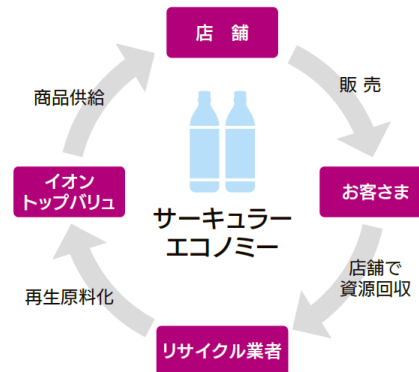 店 舗
商品供給
販 売
イオン
トップバリュ
お客さま
サーキュラー
エコノミー
店舗で
資源回収
再生原料化
リサイクル業者